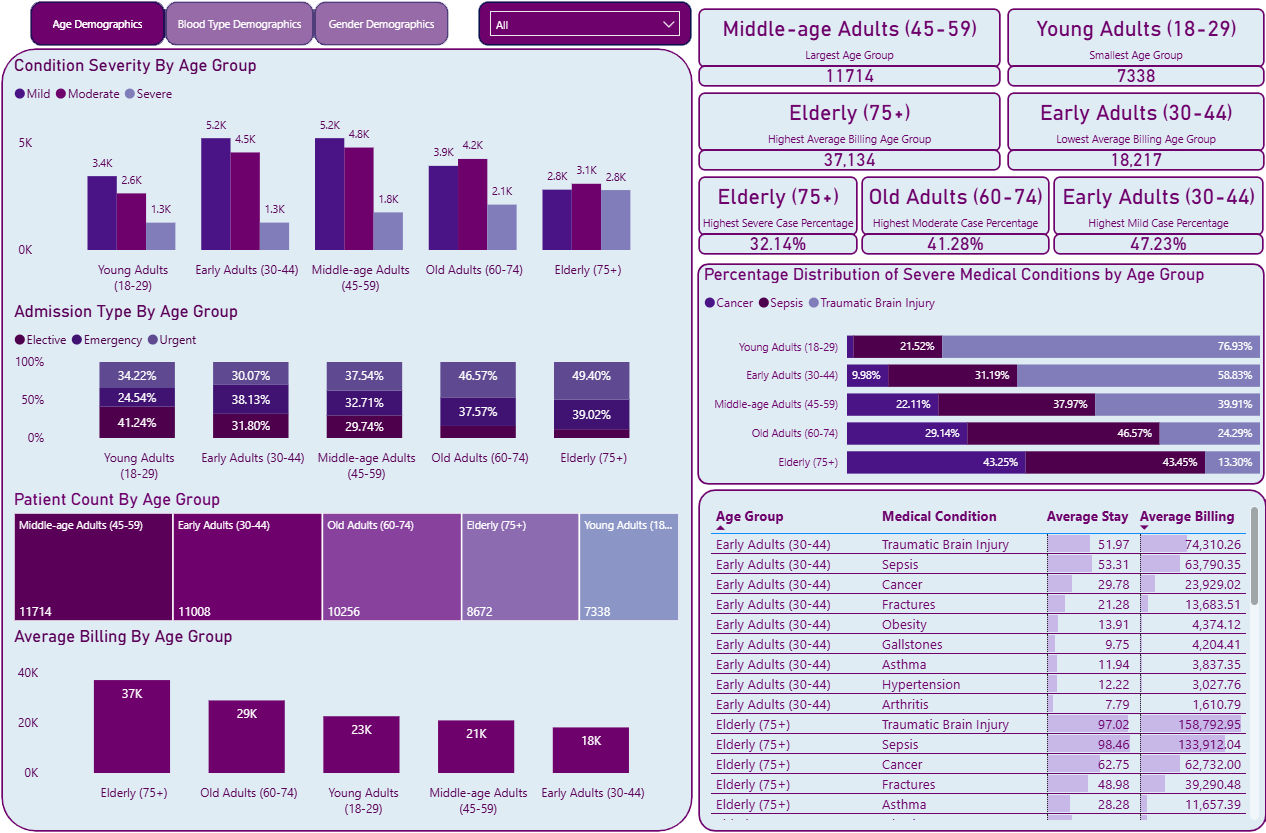 Age Demographics
Blood Type Demographics
Gender Demographics
All
Condition Severity By Age Group
Mild Moderate Severe
5K
0K
3.4K 2.6K 1.3K
5.2K 4.5K 1.3K
5.2K 4.8K 1.8K
3.9K 4.2K 2.1K
2.8K 3.1K 2.8K
Young Adults
(18-29)
Early Adults (30-44)
Middle-age Adults
(45-59)
Old Adults (60-74)
Elderly (75+)
Admission Type By Age Group
Elective Emergency Urgent
100%
50%
0%
34.22% 30.07% 37.54% 46.57% 49.40%
24.54% 38.13% 32.71% 37.57% 39.02%
41.24% 31.80% 29.74%
Young Adults
(18-29)
Early Adults (30-44)
Middle-age Adults
(45-59)
Old Adults (60-74)
Elderly (75+)
Patient Count By Age Group
Middle-age Adults (45-59)
11714
Early Adults (30-44)
11008
Old Adults (60-74)
10256
Elderly (75+)
8672
Young Adults (18...
7338
Average Billing By Age Group
40K
20K
0K
37K 29K 23K 21K 18K
Elderly (75+)
Old Adults (60-74)
Young Adults
(18-29)
Middle-age Adults
(45-59)
Early Adults (30-44)
Middle-age Adults (45-59)
Largest Age Group
11714
Young Adults (18-29)
Smallest Age Group
7338
Elderly (75+)
Highest Average Billing Age Group
37,134
Early Adults (30-44)
Lowest Average Billing Age Group
18,217
Elderly (75+)
Highest Severe Case Percentage
32.14%
Old Adults (60-74)
Highest Moderate Case Percentage
41.28%
Early Adults (30-44)
Highest Mild Case Percentage
47.23%
Percentage Distribution of Severe Medical Conditions by Age Group
Cancer Sepsis Traumatic Brain Injury
Young Adults (18-29) 21.52% 76.93%
Early Adults (30-44) 9.98% 31.19% 58.83%
Middle-age Adults (45-59) 22.11% 37.97% 39.91%
Old Adults (60-74) 29.14% 46.57% 24.29%
Elderly (75+) 43.25% 43.45% 13.30%
Age Group Medical Condition Average Stay Average Billing
Early Adults (30-44) Traumatic Brain Injury 51.97 74,310.26
Early Adults (30-44) Sepsis 53.31 63,790.35
Early Adults (30-44) Cancer 29.78 23,929.02
Early Adults (30-44) Fractures 21.28 13,683.51
Early Adults (30-44) Obesity 13.91 4,374.12
Early Adults (30-44) Gallstones 9.75 4,204.41
Early Adults (30-44) Asthma 11.94 3,837.35
Early Adults (30-44) Hypertension 12.22 3,027.76
Early Adults (30-44) Arthritis 7.79 1,610.79
Elderly (75+) Traumatic Brain Injury 97.02 158,792.95
Elderly (75+) Sepsis 98.46 133,912.04
Elderly (75+) Cancer 62.75 62,732.00
Elderly (75+) Fractures 48.98 39,290.48
Elderly (75+) Asthma 28.28 11,657.39